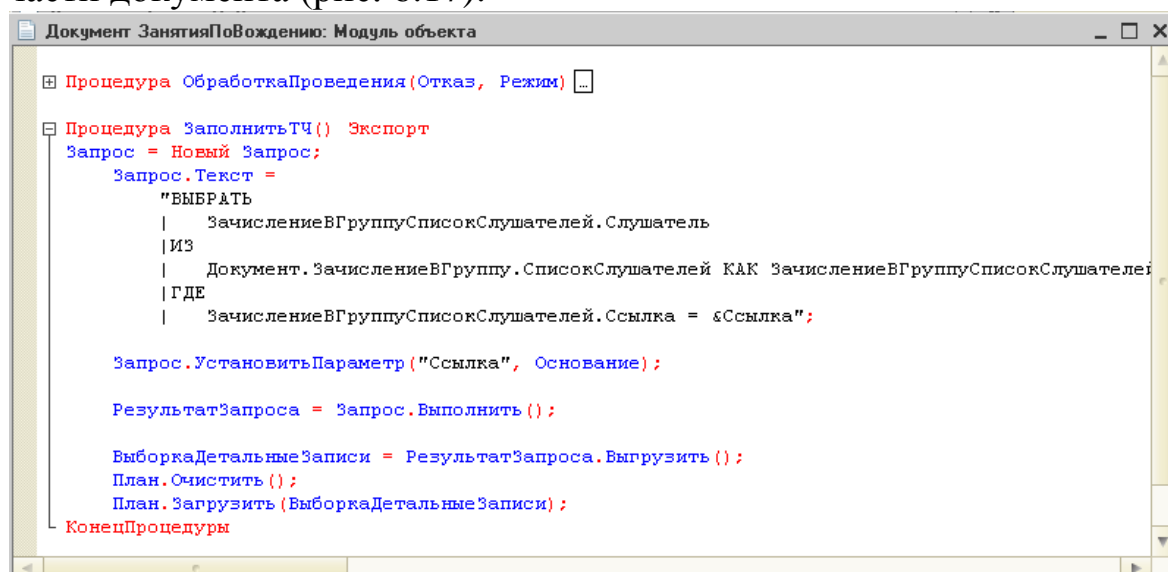 части документа (рис. 6.17).
Документ ЗанятияПоВождению: Модуль объекта
Процедура ОбработкаПроведения(Отказ, Режим) ...
Процедура ЗаполнитьТЧ() Экспорт
Запрос = Новый Запрос;
Запрос.Текст =
"ВЫБРАТЬ
| ЗачислениеВГруппуСписокСлушателей.Слушатель
|ИЗ
| Документ.ЗачислениеВГруппу.СписокСлушателей КАК ЗачислениеВГруппуСписокСлушателей
|ГДЕ
| ЗачислениеВГруппуСписокСлушателей.Ссылка = &Ссылка";
Запрос.УстановитьПараметр("Ссылка", Основание);
РезультатЗапроса = Запрос.Выполнить();
ВыборкаДетальныеЗаписи = РезультатЗапроса.Выгрузить();
План.Очистить();
План.Загрузить(ВыборкаДетальныеЗаписи);
КонецПроцедуры